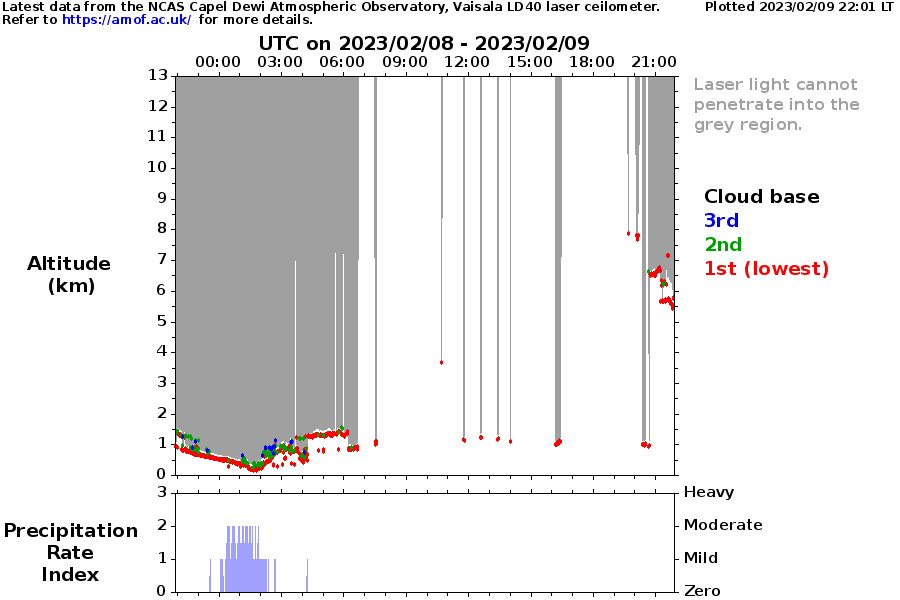 Latest data from the NCAS Capel Dewi Atmospheric Observatory, Vaisala LD40 laser ceilometer. Plotted 2023/02/09 22:01 LT
Refer to https://amof.ac.uk/ for more details.
UTC on 2023/02/08 - 2023/02/09
00:00 03:00 06:00 09:00 12:00 15:00 18:00 21:00
13
12
11
10
9
8
7
6
5
4
3
2
1
0
Altitude
(km)
Laser light cannot
penetrate into the
grey region.
Cloud base
3rd
2nd
1st (lowest)
3 Heavy
2 Moderate
1 Mild
0 Zero
Precipitation
Rate
Index